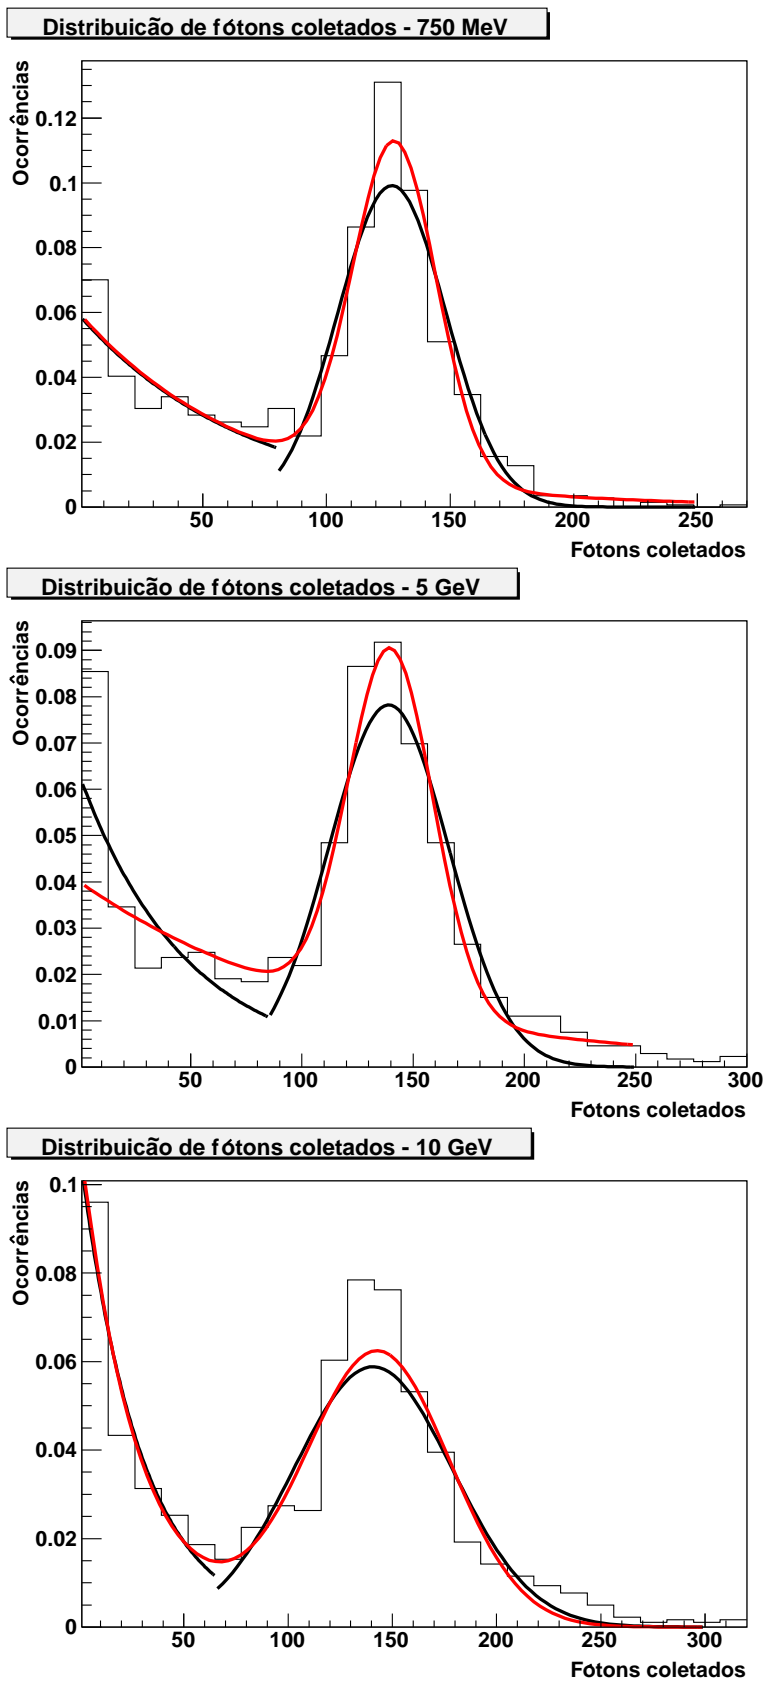 Distribuicão de fótons coletados - 750 MeV
Ocorrências
0.12
0.1
0.08
0.06
0.04
0.02
0
50 100 150 200 250
Fótons coletados
Distribuicão de fótons coletados - 5 GeV
Ocorrências
0.09
0.08
0.07
0.06
0.05
0.04
0.03
0.02
0.01
0
50 100 150 200 250 300
Fótons coletados
Distribuicão de fótons coletados - 10 GeV
Ocorrências
0.1
0.08
0.06
0.04
0.02
0
50 100 150 200 250 300
Fótons coletados